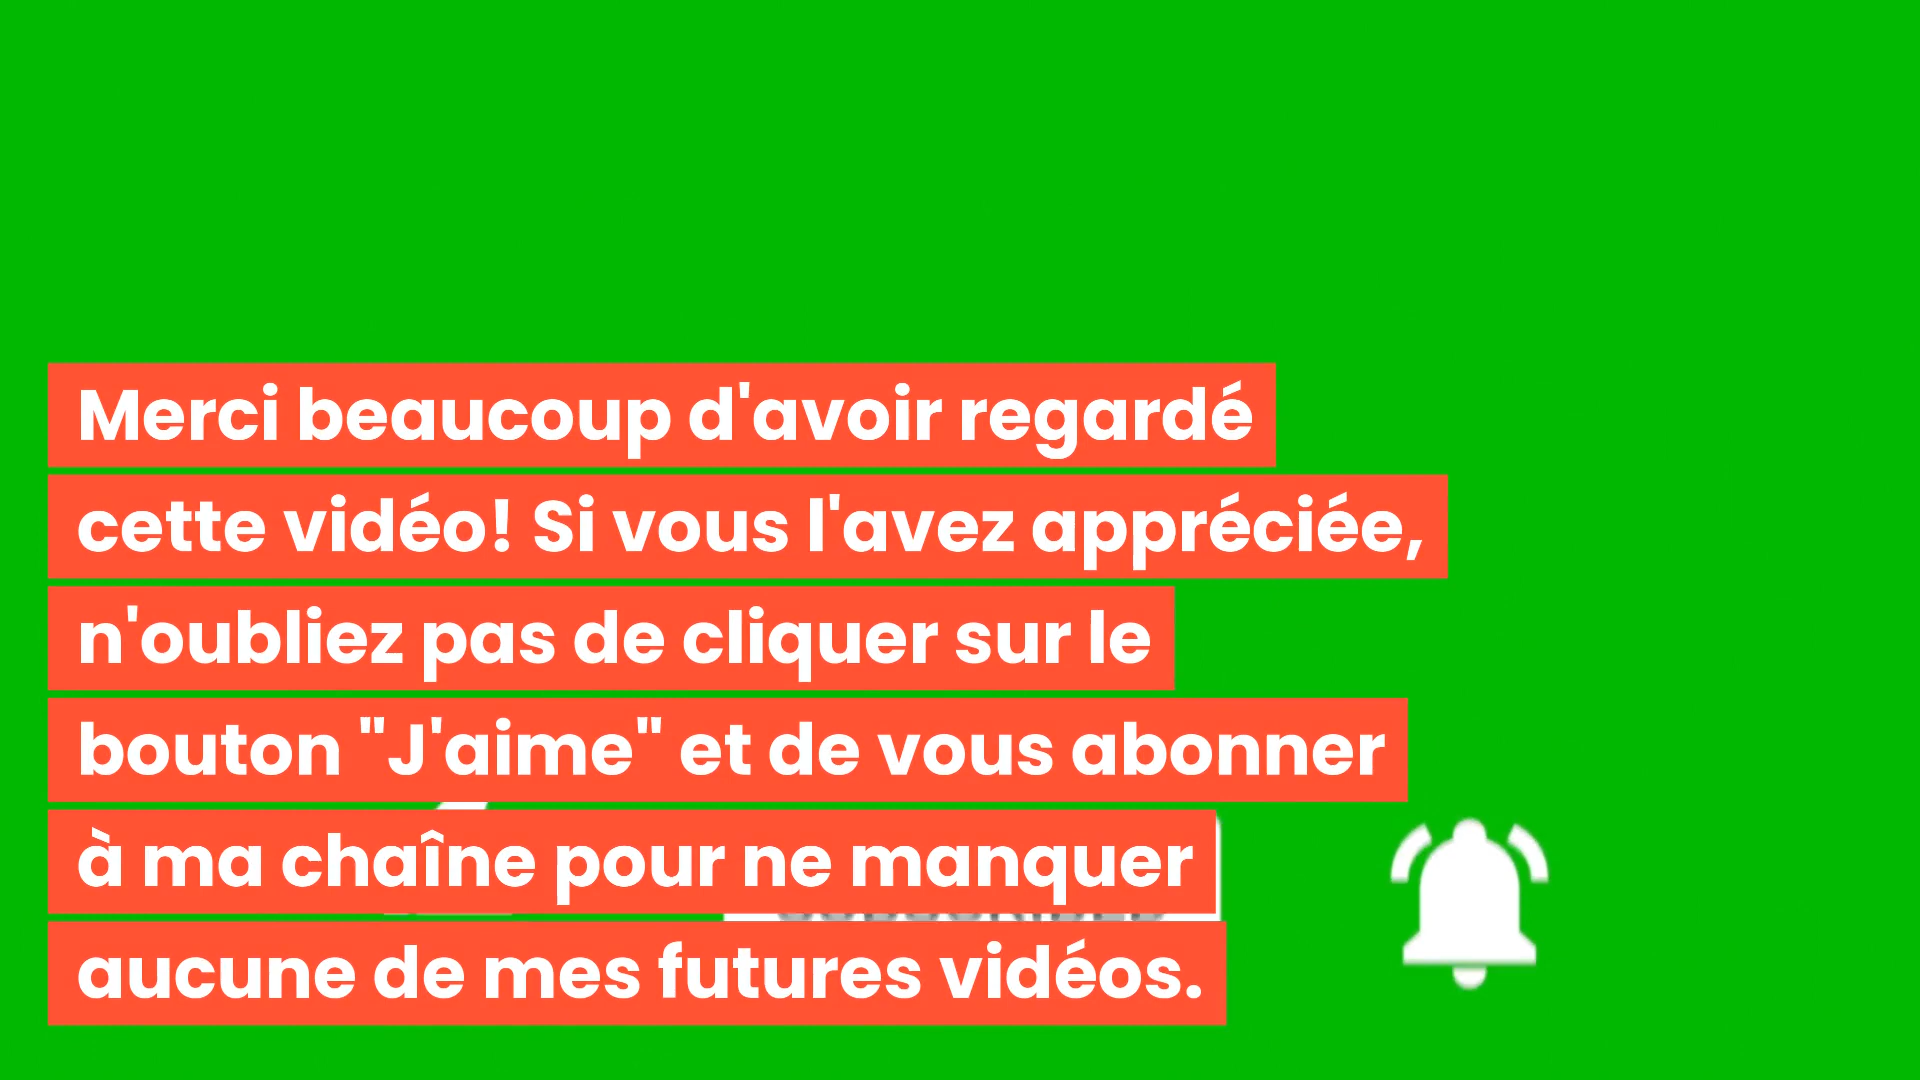 Merci beaucoup d'avoir regardé
cette vidéo! Si vous l'avez appréciée,
n'oubliez pas de cliquer sur le
bouton "J'aime" et de vous abonner
à ma chaîne pour ne manquer
aucune de mes futures vidéos.